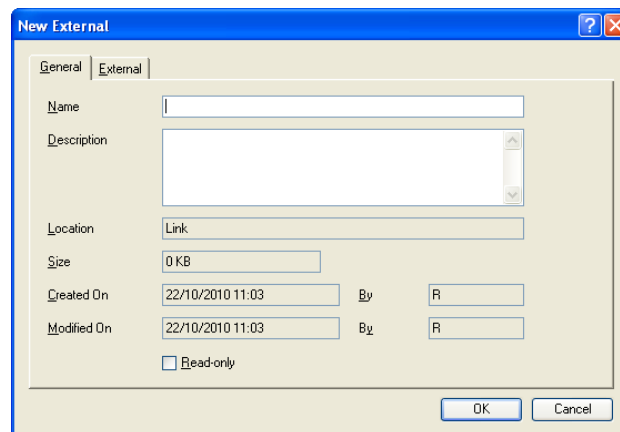 New External
General External
Name
Description
Location Link
Size 0 KB
Created On 22/10/2010 11:03 By R
Modified On 22/10/2010 11:03 By R
Read-only
OK Cancel